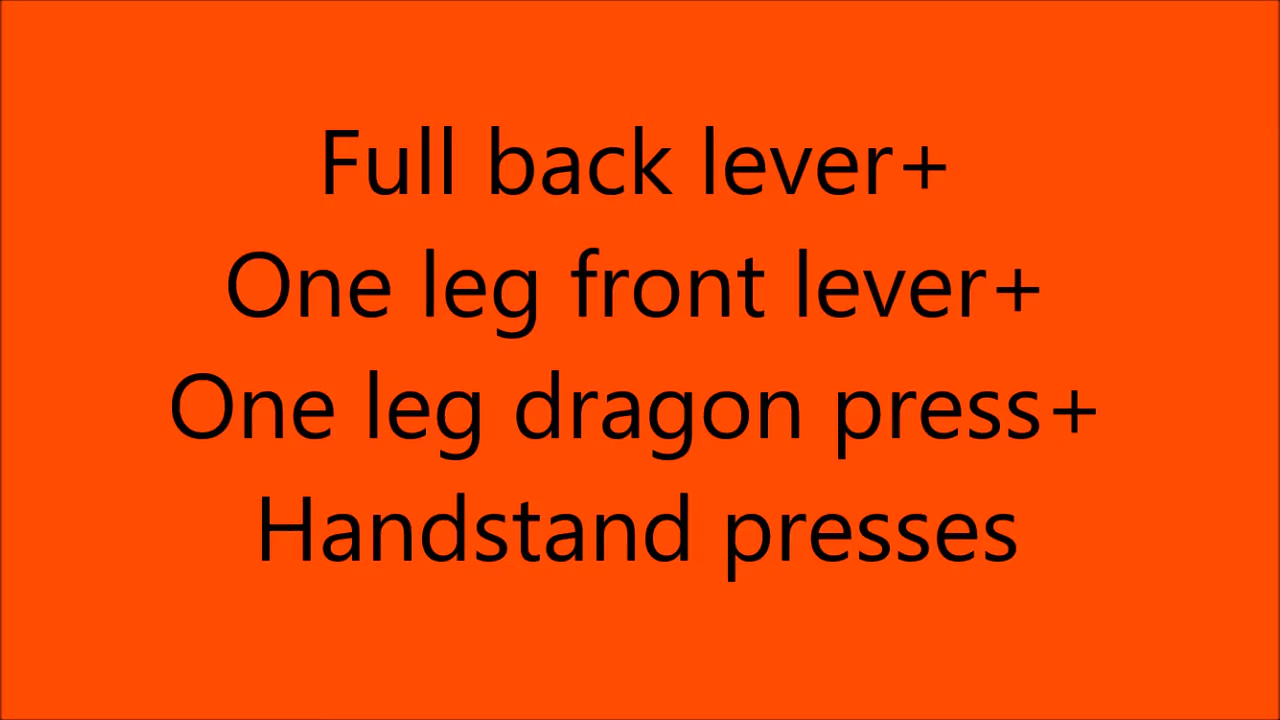 Full back lever+
One leg front lever+
One leg dragon press+
Handstand presses